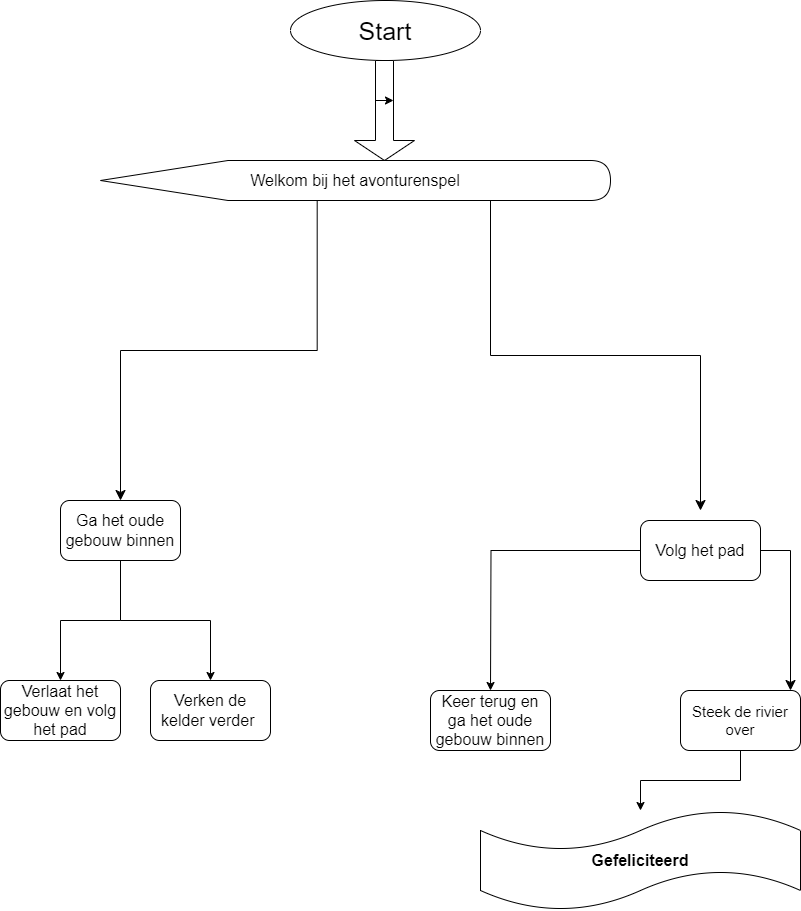 Start
Welkom bij het avonturenspel
Ga het oude
gebouw binnen
Volg het pad
Verlaat het
gebouw en volg
het pad
Verken de
kelder verder
Keer terug en
ga het oude
gebouw binnen
Steek de rivier
over
Gefeliciteerd